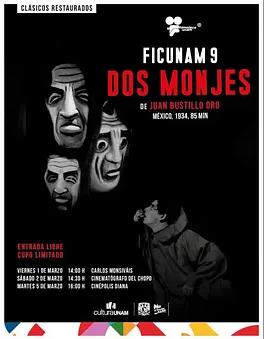 CLÁSICOS RESTAURADOS
FICUNAM 9
DOS MONJES
DE JUAN BUSTILLO ORO
MÉXICO, 1934, 85 MIN
ENTRADA LIBRE
CUPO LIMITADO
VIERNES 1 DE MARZO 14:00 H CARLOS MONSIVÁIS
SÁBADO 2 DE MARZO 14:30 H CINEMATÓGRAFO DEL CHOPO
MARTES 5 DE MARZO 16:00 H CINÉPOLIS DIANA
culturaUNAM